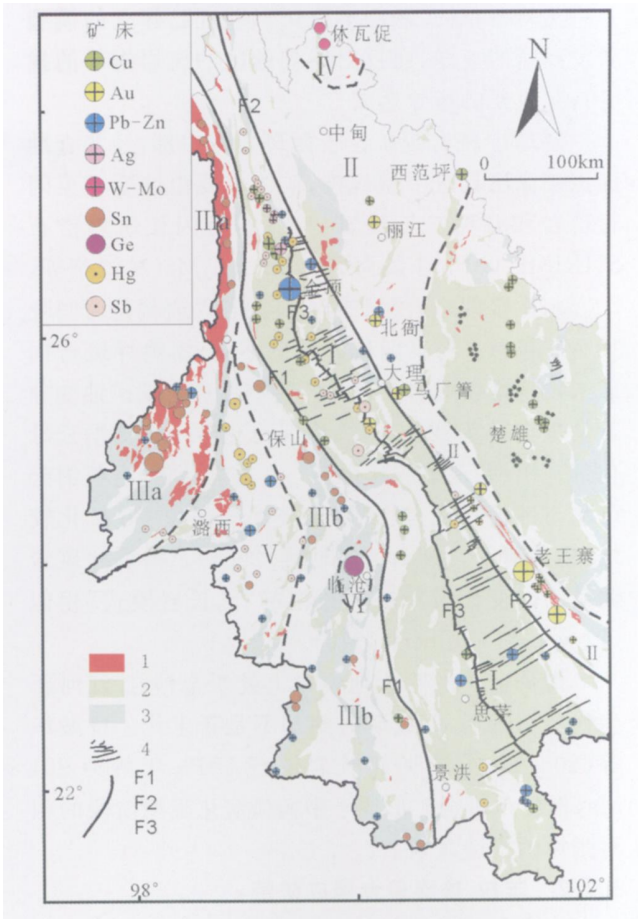 矿床
Cu
Au
Pb-Zn
Ag
W-Mo
Sn
Ge
Hg
Sb
休瓦促
IV
N
F2
中甸
II
西范坪
0 100km
IIIa
丽江
金顶
F3
北衙
26°
I
大理
F1
马厂箐
保山
楚雄
II
IIIa
IIIb
潞西
V
老王寨
临沧
VI
F3
F2
II
1
2
3
4
F1
F2
F3
I
F1
思茅
IIIb
景洪
22°
98°
102°